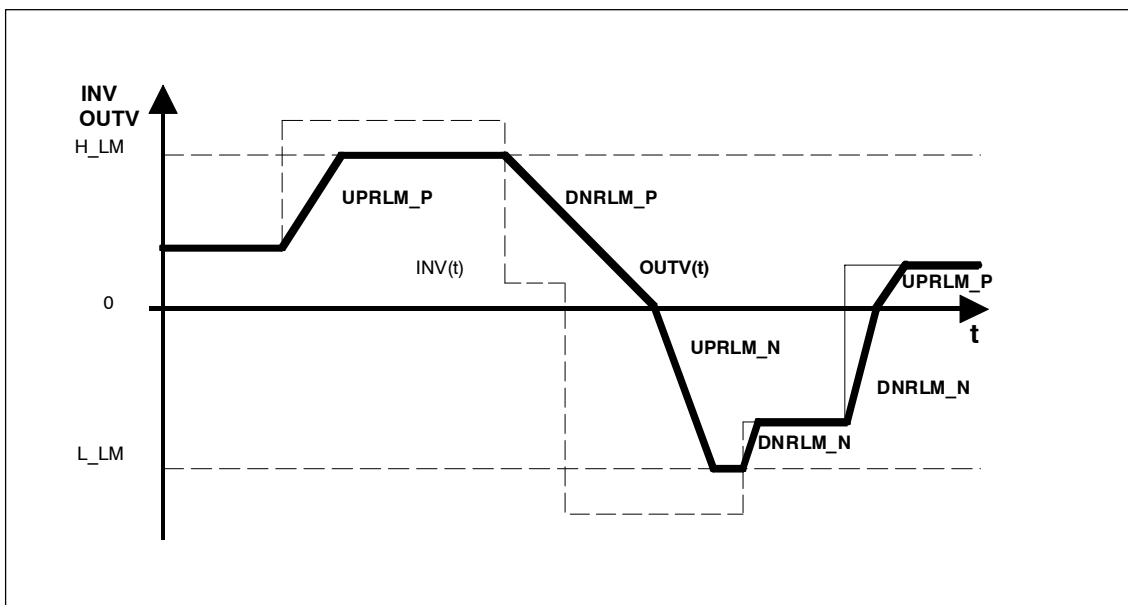 INV
OUTV
H_LM
UPRLM_P
DNRLM_P
INV(t)
OUTV(t)
UPRLM_P
0
t
UPRLM_N
DNRLM_N
DNRLM_N
L_LM